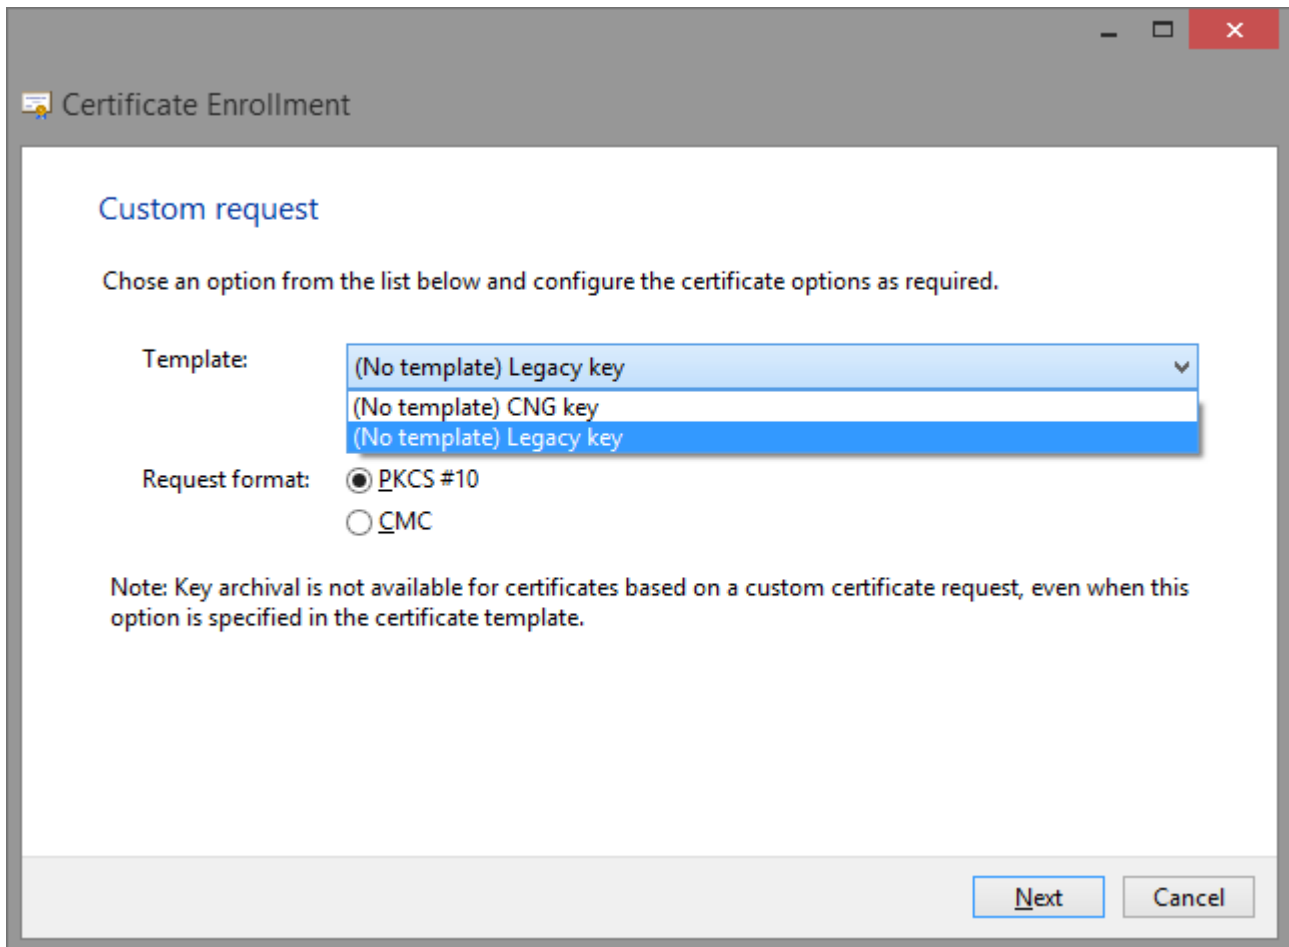 Certificate Enrollment
Custom request
Chose an option from the list below and configure the certificate options as required.
Template:
(No template) Legacy key
(No template) CNG key
(No template) Legacy key
Request format:
PKCS #10
CMC
Note: Key archival is not available for certificates based on a custom certificate request, even when this
option is specified in the certificate template.
Next
Cancel